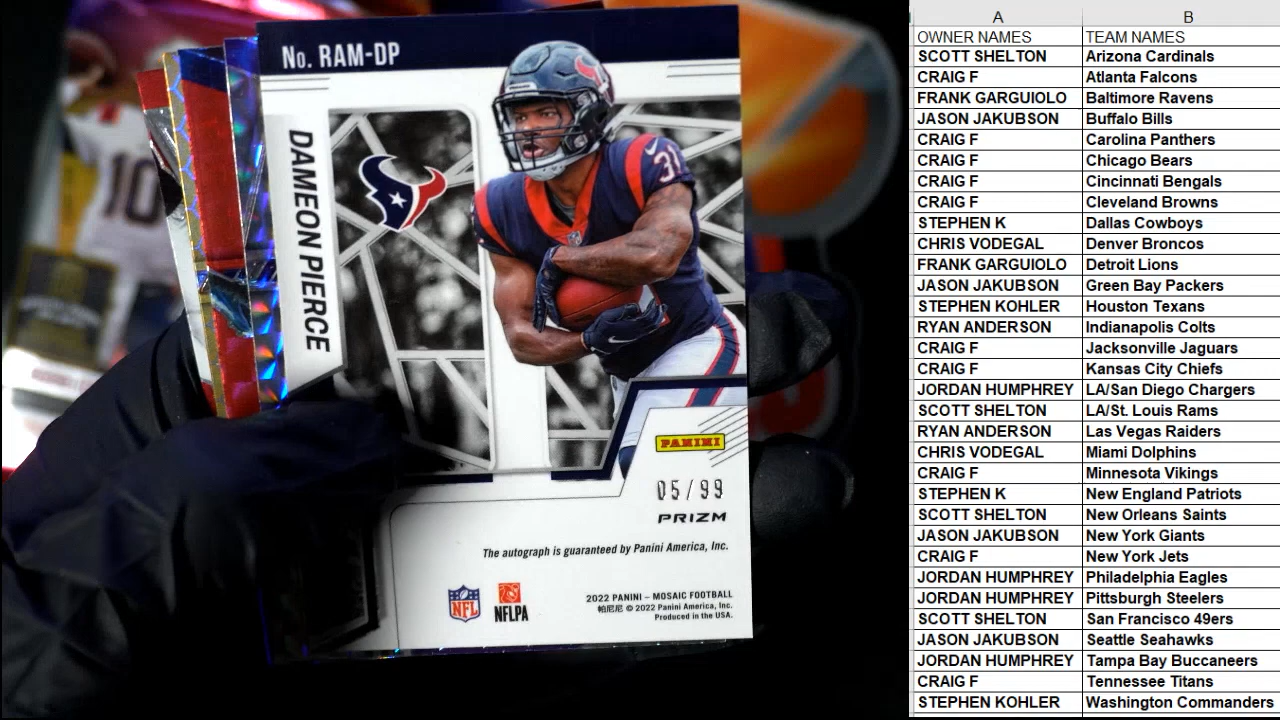 No. RAM-DP
DAMEON PIERCE
31
10
PANINI
05/99
PRIZM
The autograph is guaranteed by Panini America, Inc.
NFL
NFLPA
2022 PANINI – MOSAIC FOOTBALL
帕尼尼 © 2022 Panini America, Inc.
Produced in the USA.
A B
OWNER NAMES TEAM NAMES
SCOTT SHELTON Arizona Cardinals
CRAIG F Atlanta Falcons
FRANK GARGUIOLO Baltimore Ravens
JASON JAKUBSON Buffalo Bills
CRAIG F Carolina Panthers
CRAIG F Chicago Bears
CRAIG F Cincinnati Bengals
CRAIG F Cleveland Browns
STEPHEN K Dallas Cowboys
CHRIS VODEGAL Denver Broncos
FRANK GARGUIOLO Detroit Lions
JASON JAKUBSON Green Bay Packers
STEPHEN KOHLER Houston Texans
RYAN ANDERSON Indianapolis Colts
CRAIG F Jacksonville Jaguars
CRAIG F Kansas City Chiefs
JORDAN HUMPHREY LA/San Diego Chargers
SCOTT SHELTON LA/St. Louis Rams
RYAN ANDERSON Las Vegas Raiders
CHRIS VODEGAL Miami Dolphins
CRAIG F Minnesota Vikings
STEPHEN K New England Patriots
SCOTT SHELTON New Orleans Saints
JASON JAKUBSON New York Giants
CRAIG F New York Jets
JORDAN HUMPHREY Philadelphia Eagles
JORDAN HUMPHREY Pittsburgh Steelers
SCOTT SHELTON San Francisco 49ers
JASON JAKUBSON Seattle Seahawks
JORDAN HUMPHREY Tampa Bay Buccaneers
CRAIG F Tennessee Titans
STEPHEN KOHLER Washington Commanders